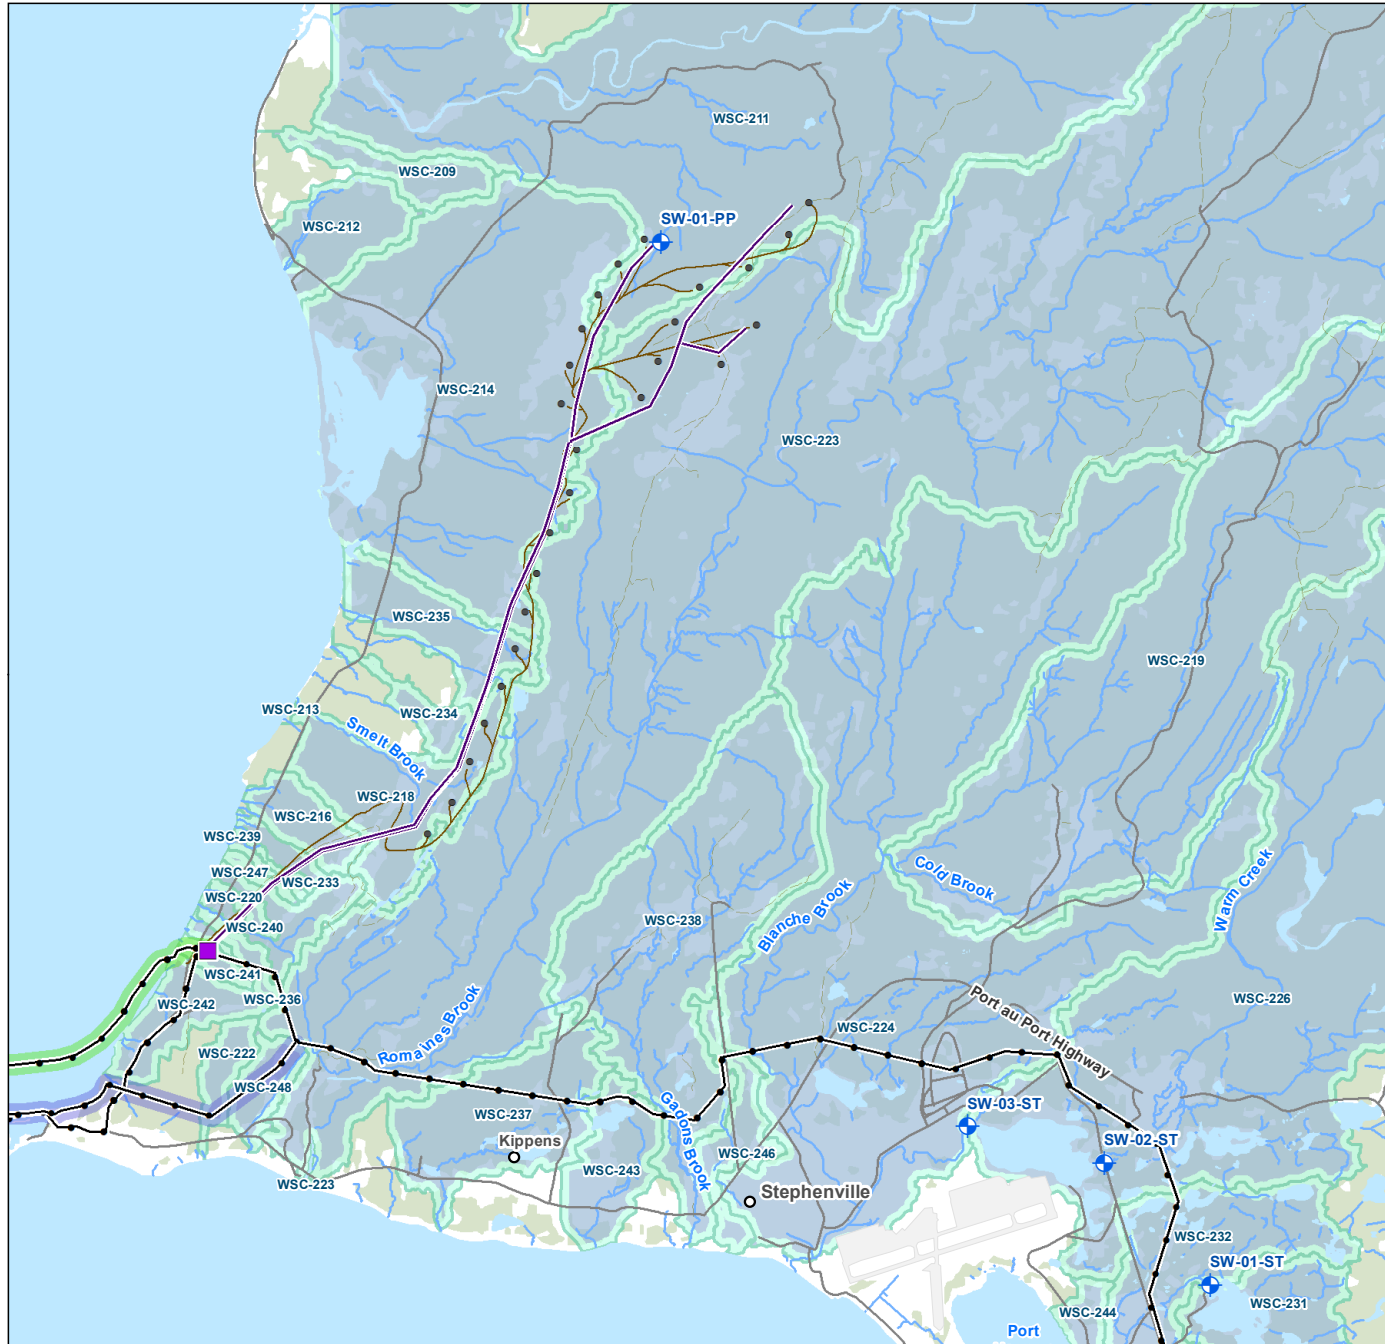 WSC-211
WSC-209
SW-01-PP
WSC-212
WSC-214
WSC-223
WSC-235
WSC-219
WSC-213
WSC-234
Smelt Brook
WSC-218
WSC-216
WSC-239
WSC-247
WSC-233
WSC-220
Cold Brook
Warm Creek
WSC-240
WSC-238
Blanche Brook
WSC-241
WSC-242
WSC-236
WSC-226
Port au Port Highway
Romaines Brook
WSC-224
WSC-222
WSC-248
WSC-237
Gadons Brook
SW-03-ST
Kippens
SW-02-ST
WSC-246
WSC-243
WSC-223
Stephenville
WSC-232
SW-01-ST
WSC-231
WSC-244
Port